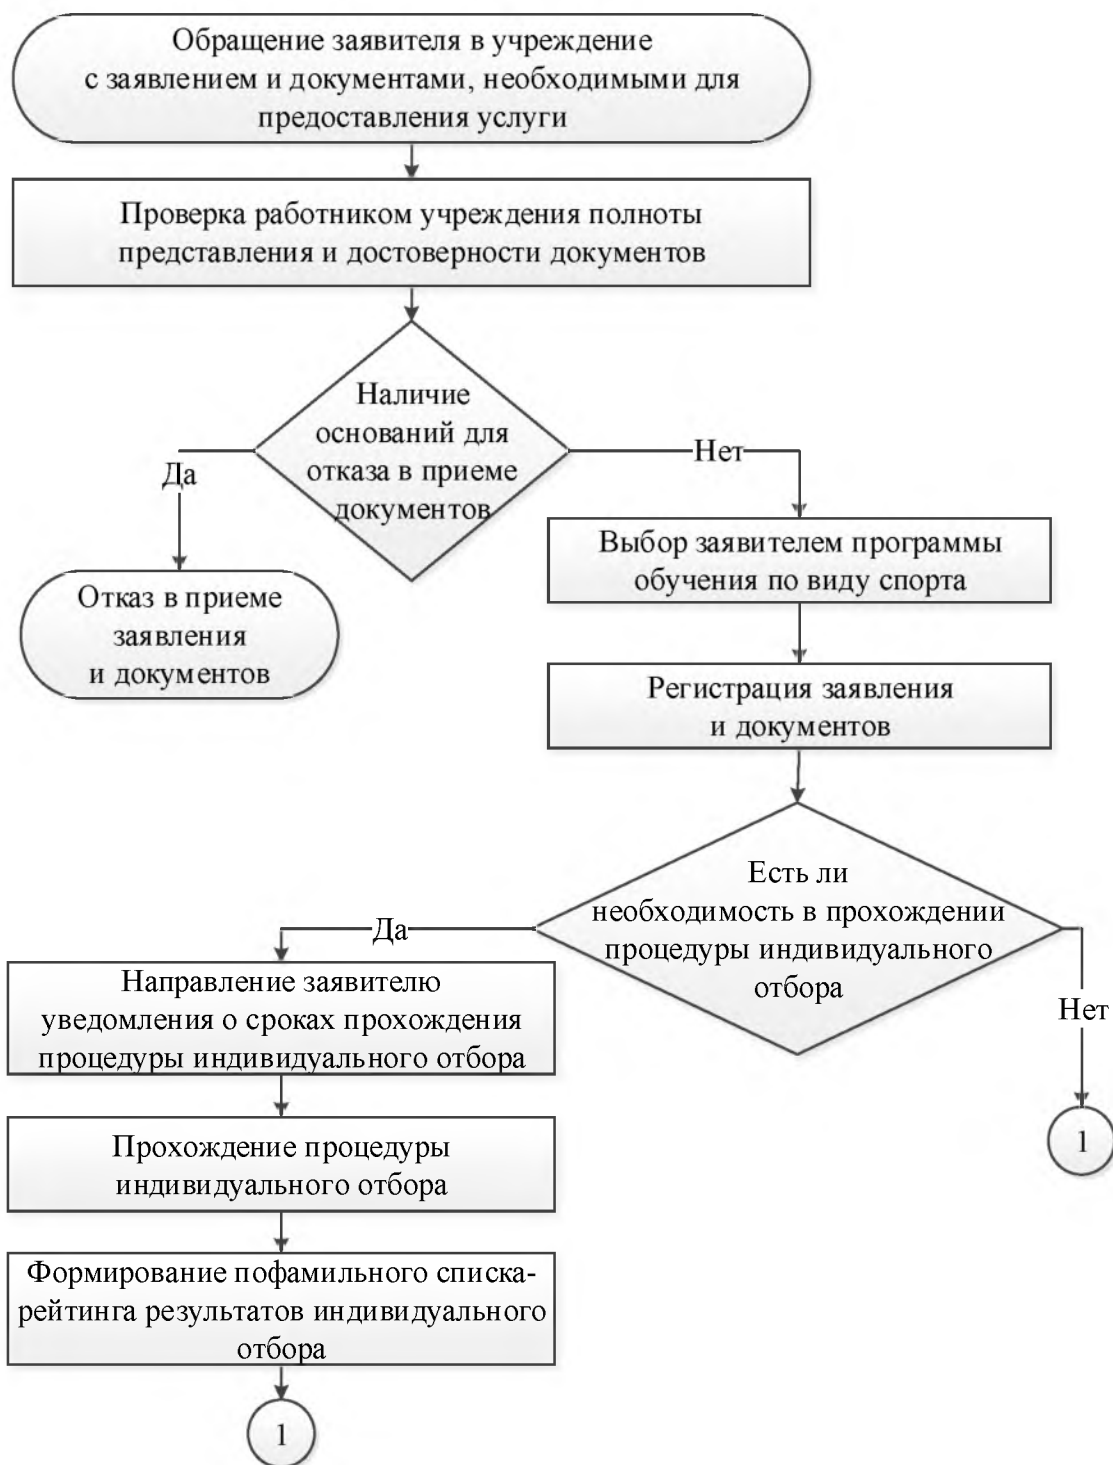 Обращение заявителя в учреждение
с заявлением и документами, необходимыми для
предоставления услуги
Проверка работником учреждения полноты
представления и достоверности документов
Наличие
оснований для
отказа в приеме
документов
Да
Нет
Отказ в приеме
заявления
и документов
Выбор заявителем программы
обучения по виду спорта
Регистрация заявления
и документов
Есть ли
необходимость в прохождении
процедуры индивидуального
отбора
Да
Нет
Направление заявителю
уведомления о сроках прохождения
процедуры индивидуального отбора
1
Прохождение процедуры
индивидуального отбора
Формирование пофамильного списка-
рейтинга результатов индивидуального
отбора
1